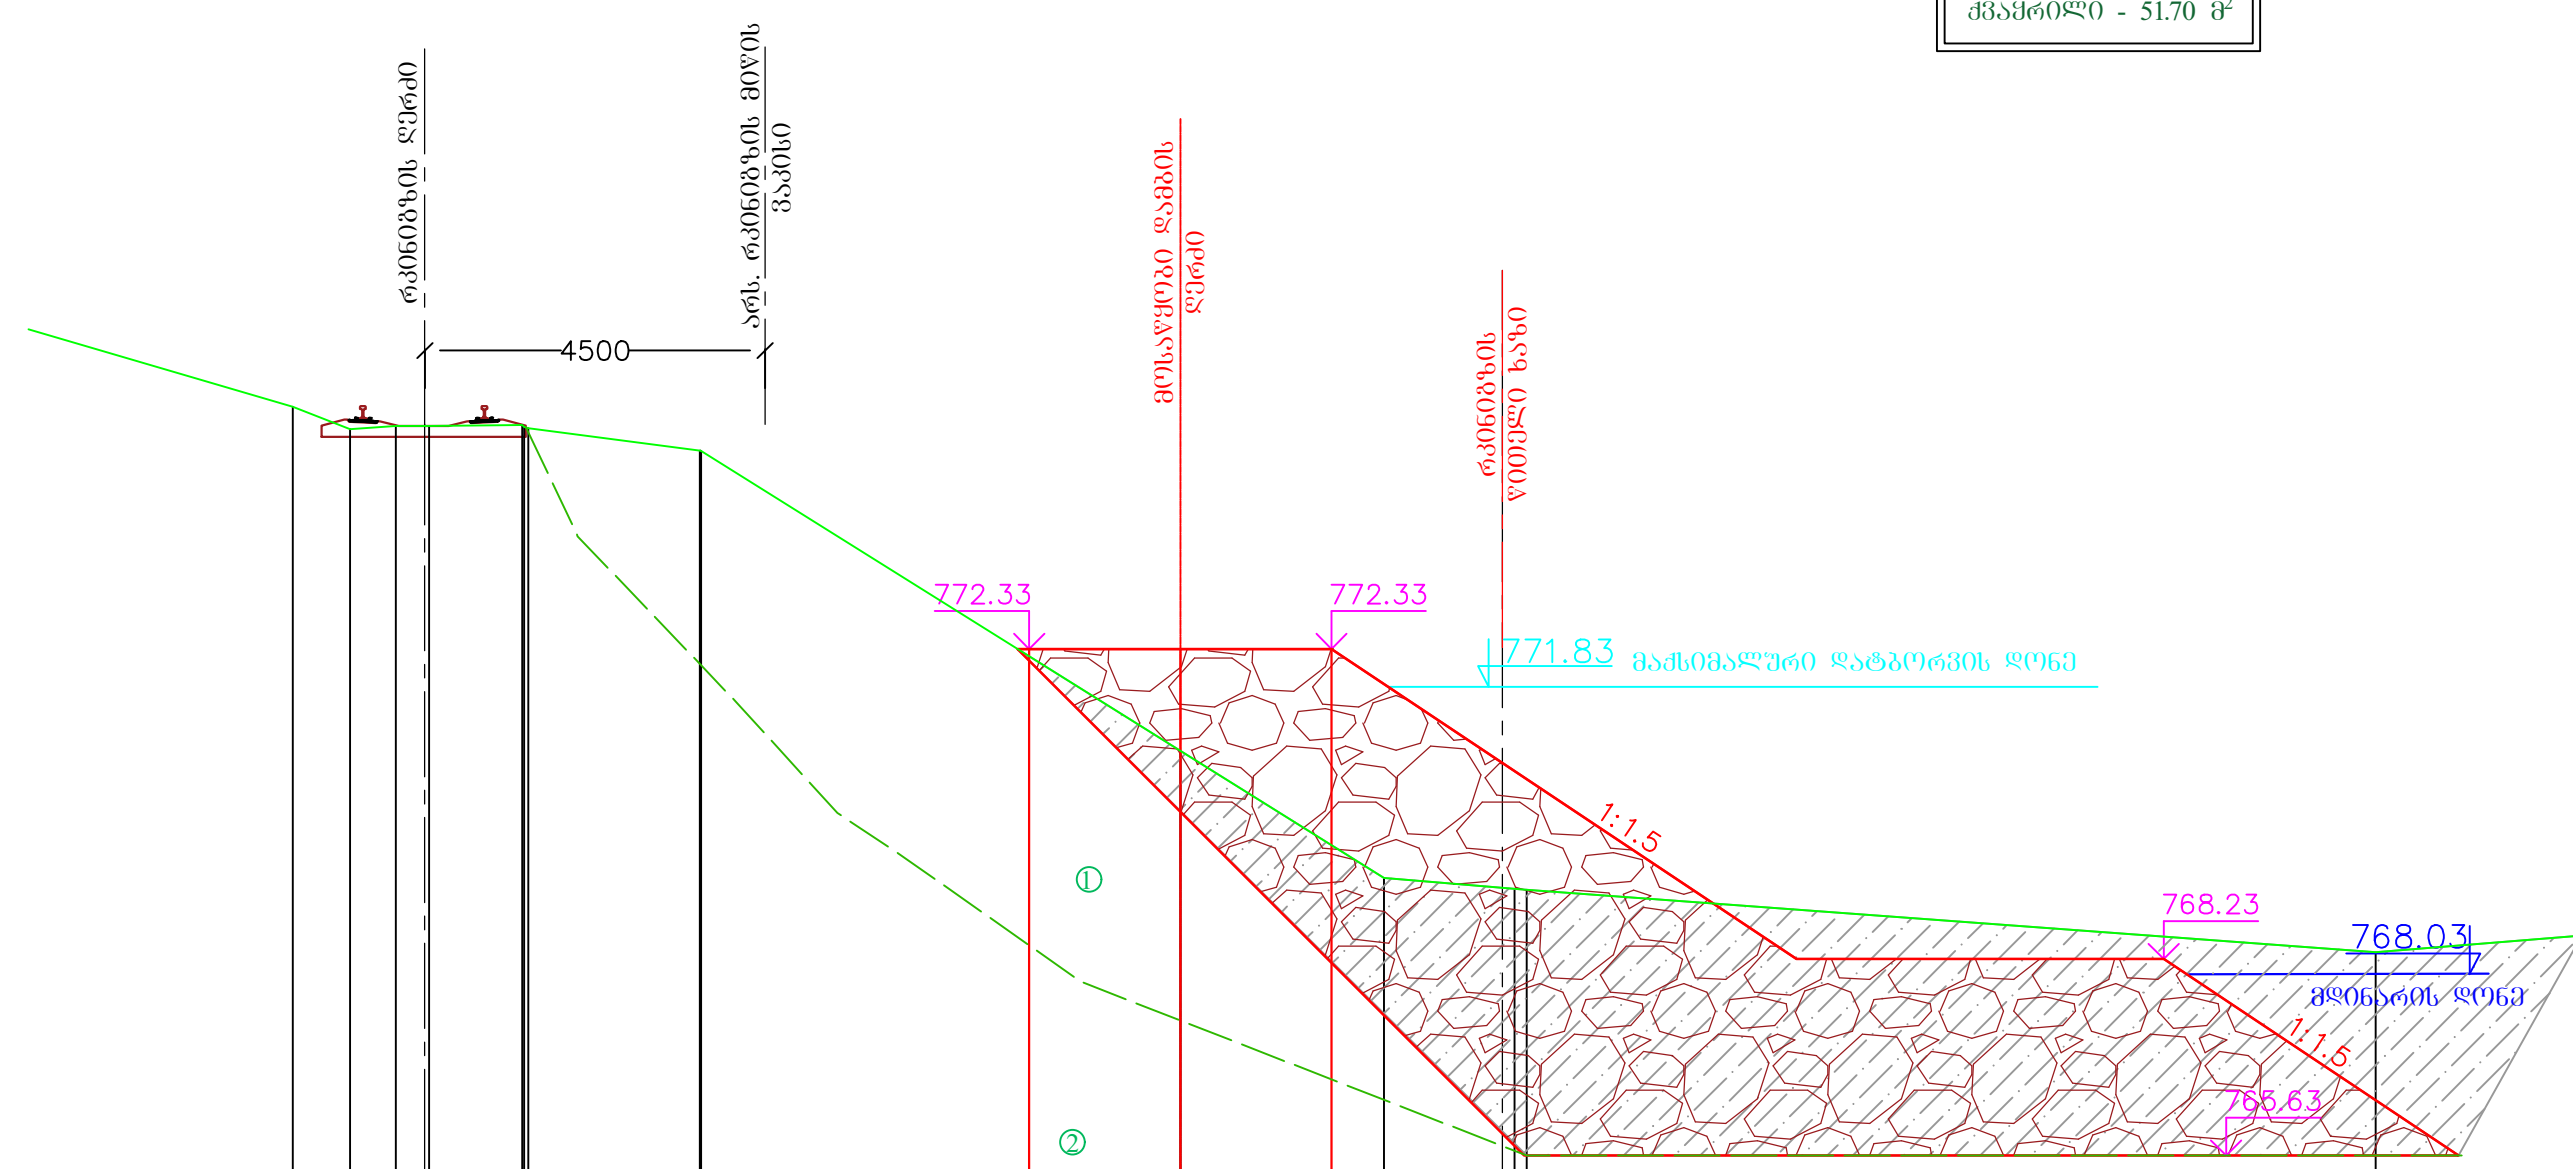 ქვაყრილი - 51.70 მ²
რკინიგზის ღერძი
არს. რკინიგზის მიწის
ვაკისი
მოსაწყობი დამბის
ღერძი
რკინიგზის
წითელი ხაზი
4500
772.33
772.33
771.83 მაქსიმალური დატბორვის დონე
1:1.5
①
768.23
768.03
მდინარის დონე
1:1.5
765.63
②